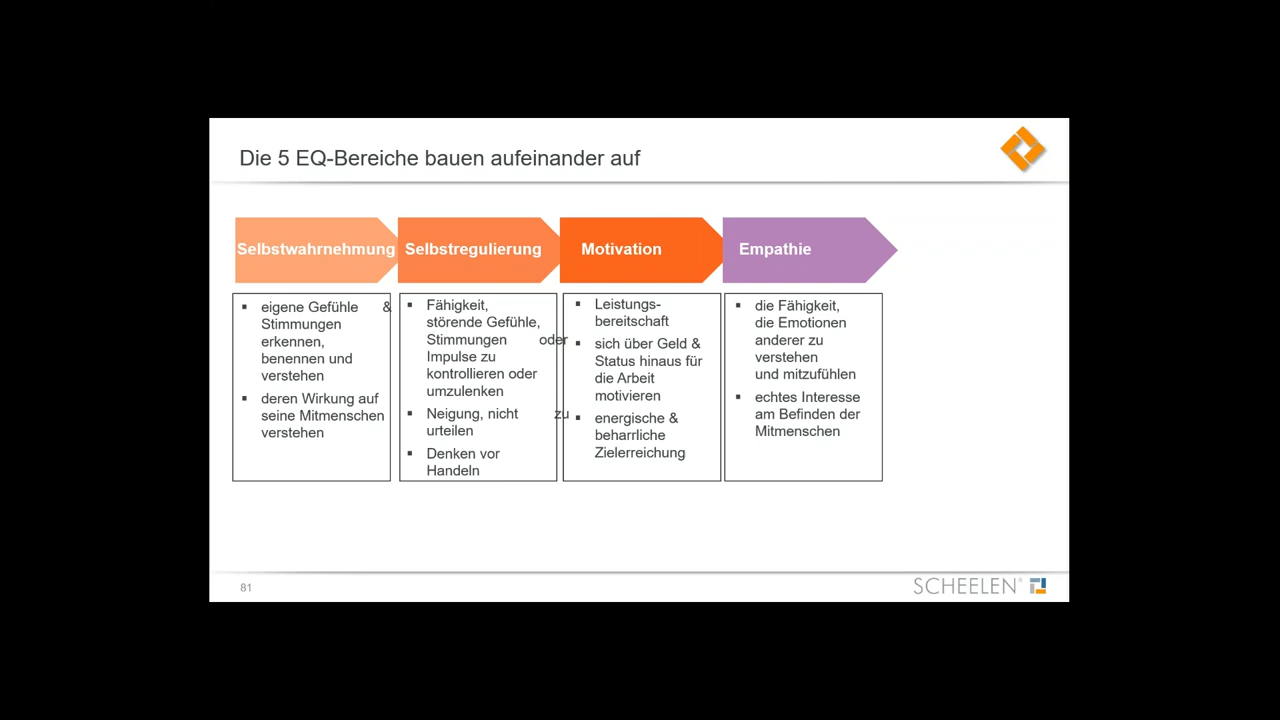 Die 5 EQ-Bereiche bauen aufeinander auf
Selbstwahrnehmung
Selbstregulierung
Motivation
Empathie
▪ eigene Gefühle &
Stimmungen
erkennen,
benennen und
verstehen
▪ deren Wirkung auf
seine Mitmenschen
verstehen
▪ Fähigkeit,
störende Gefühle,
Stimmungen oder
Impulse zu
kontrollieren oder
umzulenken
▪ Neigung, nicht zu
urteilen
▪ Denken vor
Handeln
▪ Leistungs-
bereitschaft
▪ sich über Geld &
Status hinaus für
die Arbeit
motivieren
▪ energische &
beharrliche
Zielerreichung
▪ die Fähigkeit,
die Emotionen
anderer zu
verstehen
und mitzufühlen
▪ echtes Interesse
am Befinden der
Mitmenschen
81
SCHEELEN®